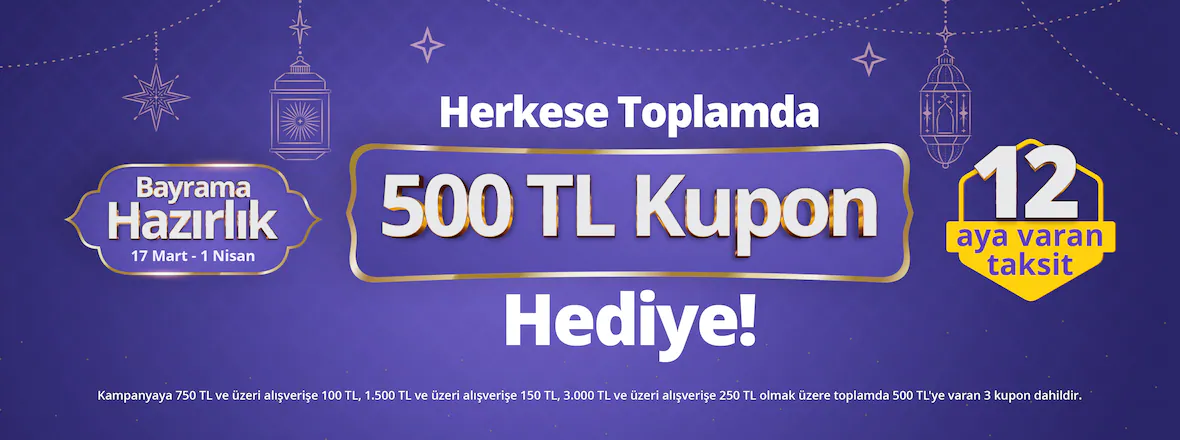 Bayrama
Hazırlık
17 Mart - 1 Nisan
Herkese Toplamda
500 TL Kupon
Hediye!
12
aya varan
taksit
Kampanyaya 750 TL ve üzeri alışverişe 100 TL, 1.500 TL ve üzeri alışverişe 150 TL, 3.000 TL ve üzeri alışverişe 250 TL olmak üzere toplamda 500 TL'ye varan 3 kupon dahildir.